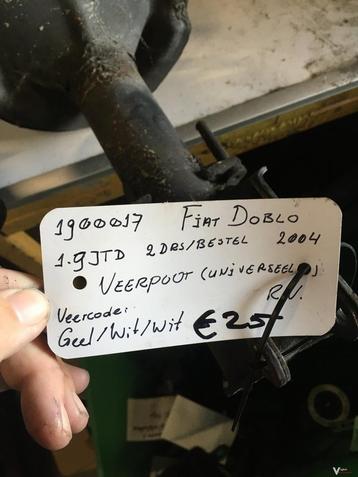 1900017 Fiat Doblo
1.9JTD 2DRS/BESTEL 2004
VEERPOOT (UNIVERSEEL)
R.V.
Veercode:
Geel/Wit/Wit €25-